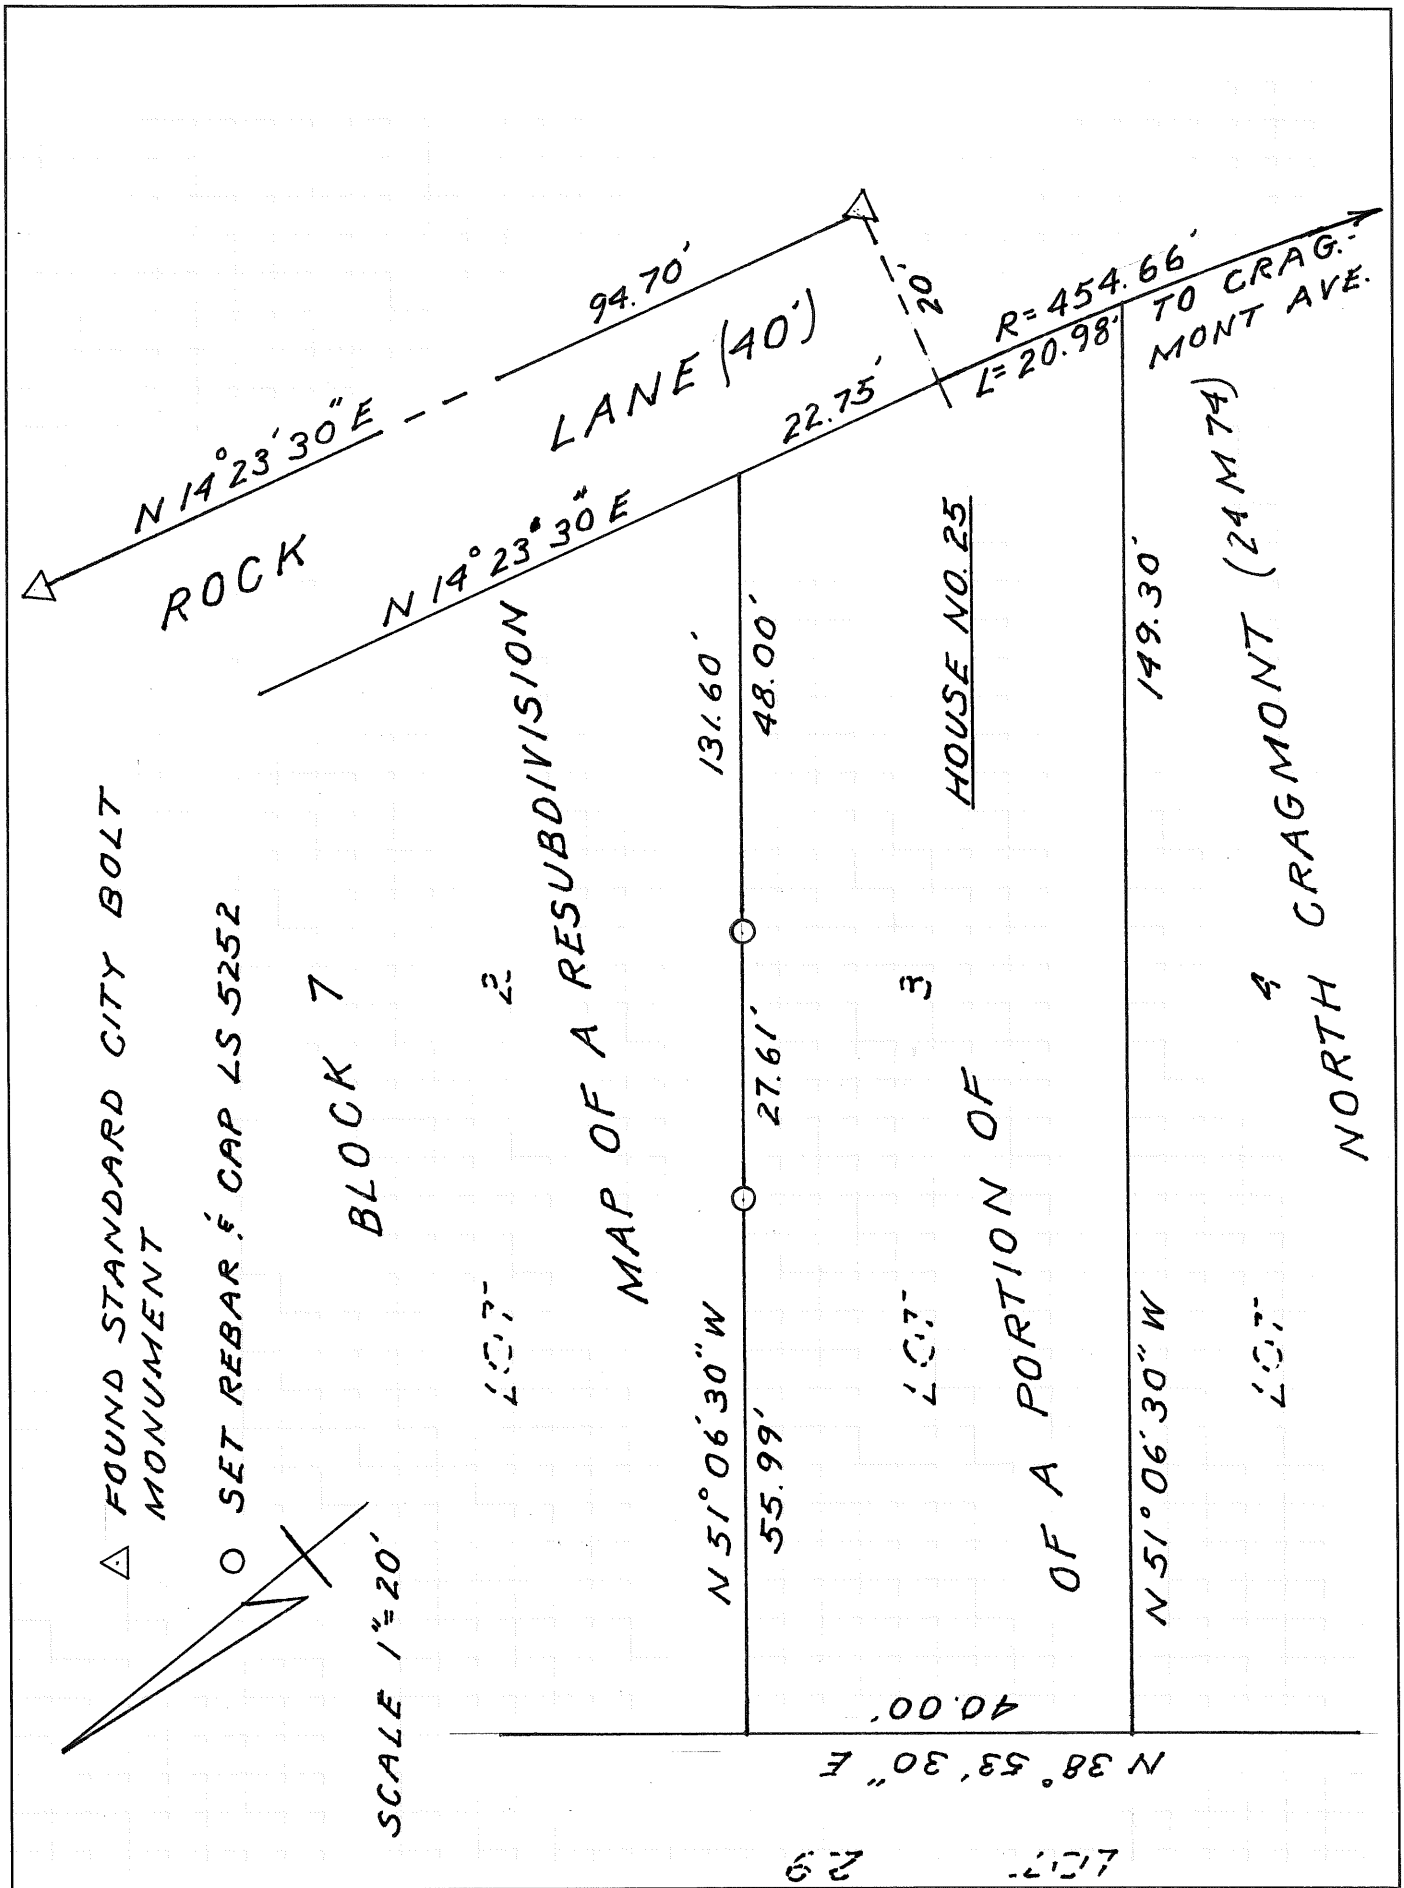 △ FOUND STANDARD CITY BOLT
MONUMENT
○ SET REBAR & CAP LS 5252
SCALE 1"=20'
BLOCK 7
N 14° 23' 30" E
94.70'
ROCK LANE (40')
20'
N 14° 23' 30" E
22.75'
R = 454.66'
L = 20.98'
TO CRAG-
MONT AVE.
LOT 2
MAP OF A RESUBDIVISION
N 51° 06' 30" W
131.60'
55.99'
27.61'
48.00'
LOT 3
HOUSE NO. 25
OF A PORTION OF
149.30'
N 51° 06' 30" W
LOT 4
NORTH CRAGMONT (24 M 74)
40.00'
N 38° 53' 30" E
LOT 29